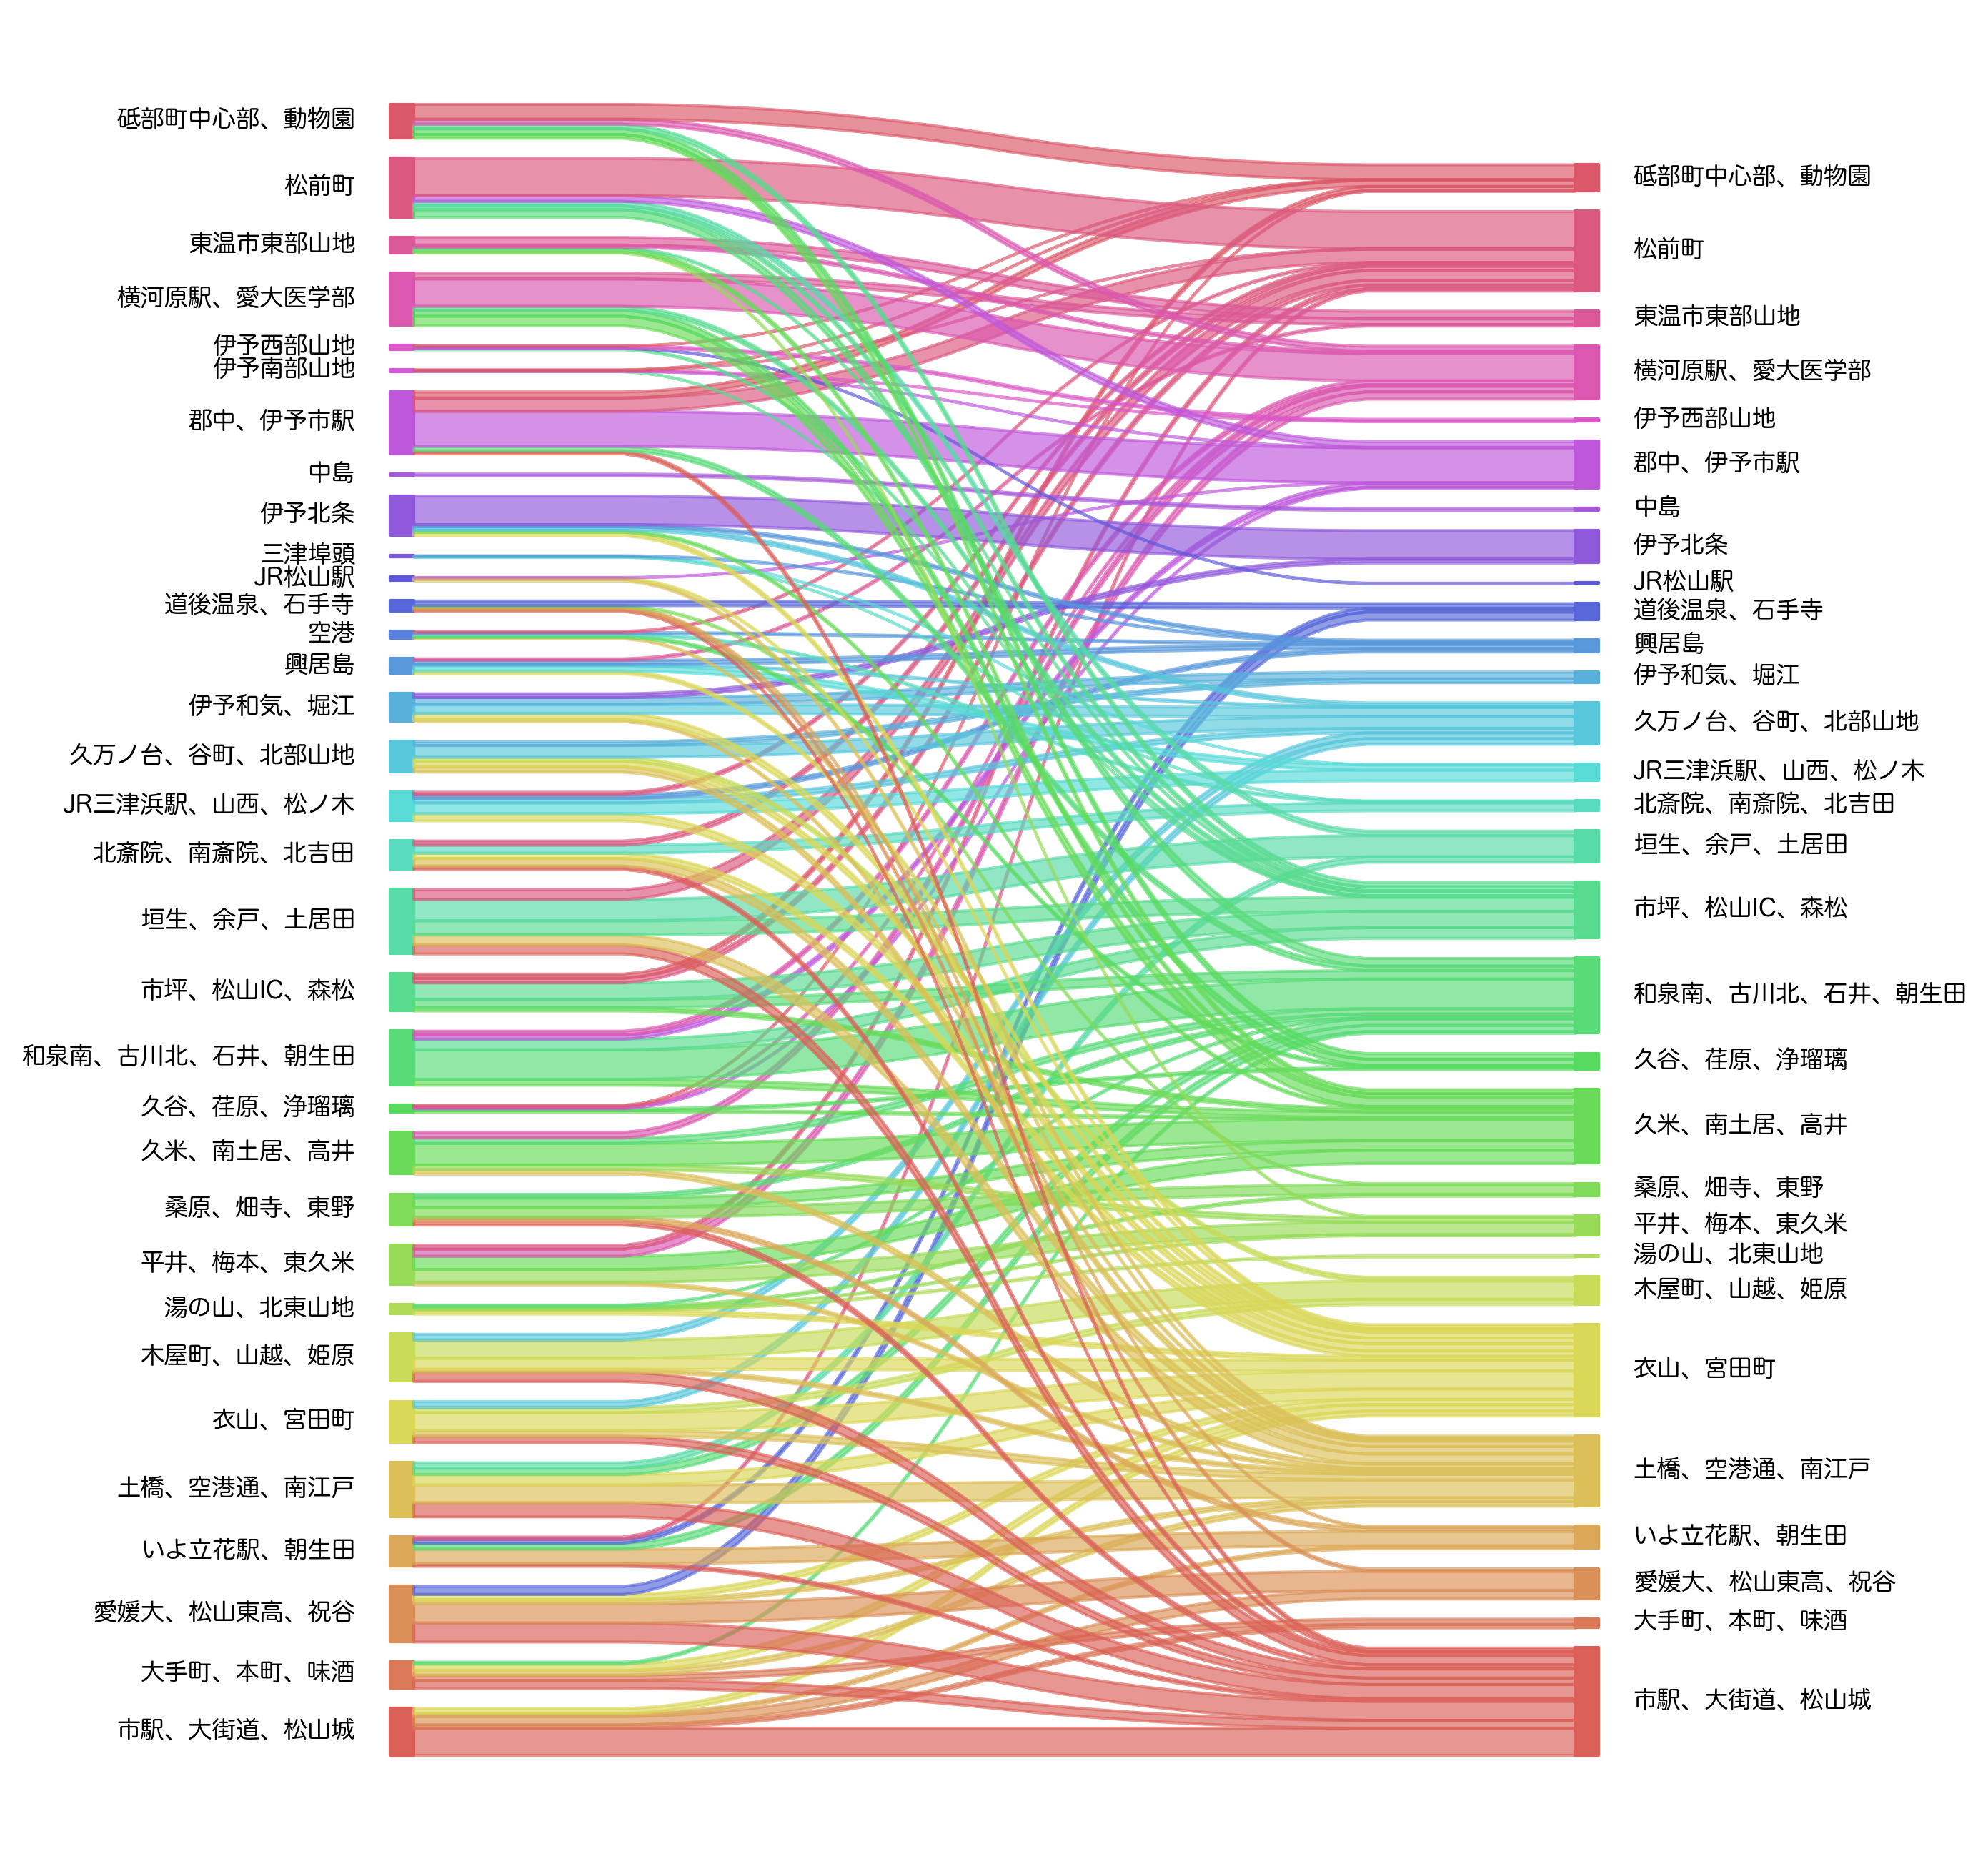 砥部町中心部、動物園
松前町
東温市東部山地
横河原駅、愛大医学部
伊予西部山地
伊予南部山地
郡中、伊予市駅
中島
伊予北条
三津埠頭
JR松山駅
道後温泉、石手寺
空港
興居島
伊予和気、堀江
久万ノ台、谷町、北部山地
JR三津浜駅、山西、松ノ木
北斎院、南斎院、北吉田
垣生、余戸、土居田
市坪、松山IC、森松
和泉南、古川北、石井、朝生田
久谷、荏原、浄瑠璃
久米、南土居、高井
桑原、畑寺、東野
平井、梅本、東久米
湯の山、北東山地
木屋町、山越、姫原
衣山、宮田町
土橋、空港通、南江戸
いよ立花駅、朝生田
愛媛大、松山東高、祝谷
大手町、本町、味酒
市駅、大街道、松山城
砥部町中心部、動物園
松前町
東温市東部山地
横河原駅、愛大医学部
伊予西部山地
郡中、伊予市駅
中島
伊予北条
JR松山駅
道後温泉、石手寺
興居島
伊予和気、堀江
久万ノ台、谷町、北部山地
JR三津浜駅、山西、松ノ木
北斎院、南斎院、北吉田
垣生、余戸、土居田
市坪、松山IC、森松
和泉南、古川北、石井、朝生田
久谷、荏原、浄瑠璃
久米、南土居、高井
桑原、畑寺、東野
平井、梅本、東久米
湯の山、北東山地
木屋町、山越、姫原
衣山、宮田町
土橋、空港通、南江戸
いよ立花駅、朝生田
愛媛大、松山東高、祝谷
大手町、本町、味酒
市駅、大街道、松山城